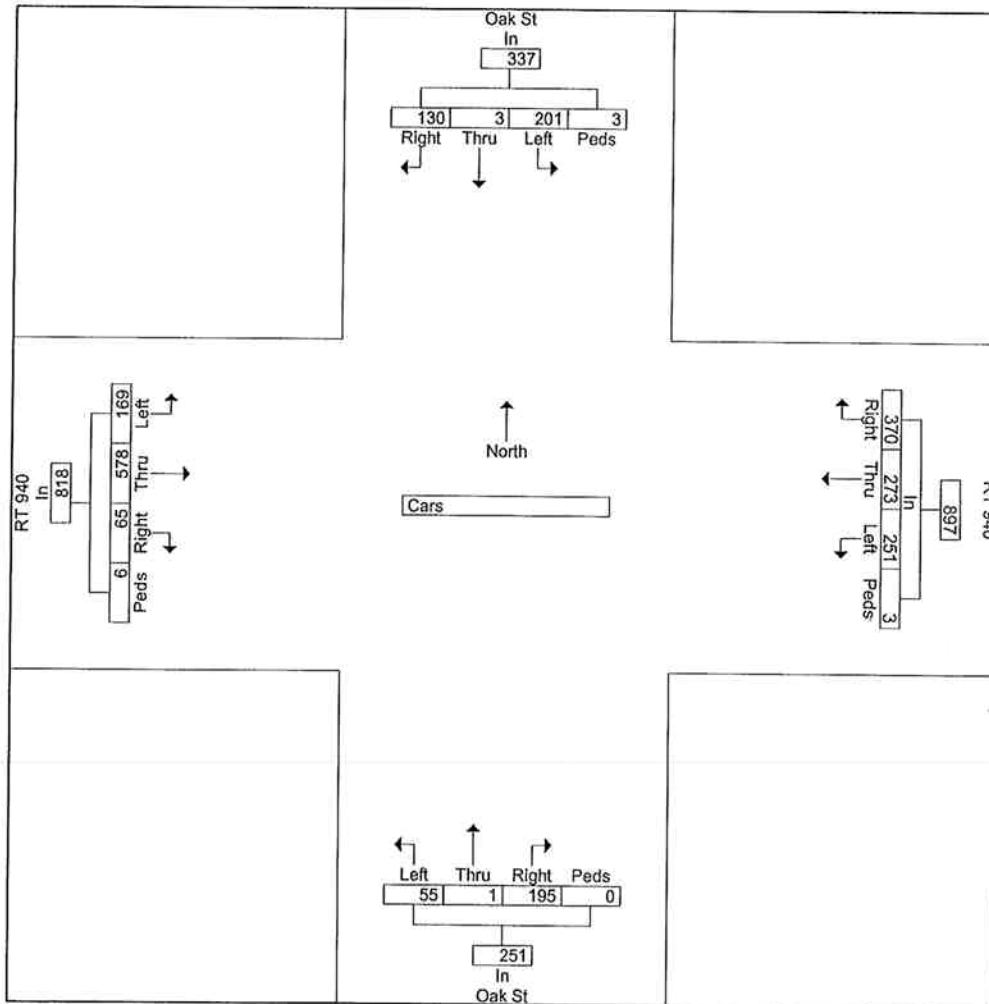 Oak St
In
337
130 3 201 3
Right Thru Left Peds
RT 940
In
818
169 578 65 6
Left Thru Right Peds
North
Cars
Right Thru Left Peds
370 273 251 3
In
897
RT 940
Left Thru Right Peds
55 1 195 0
251
In
Oak St